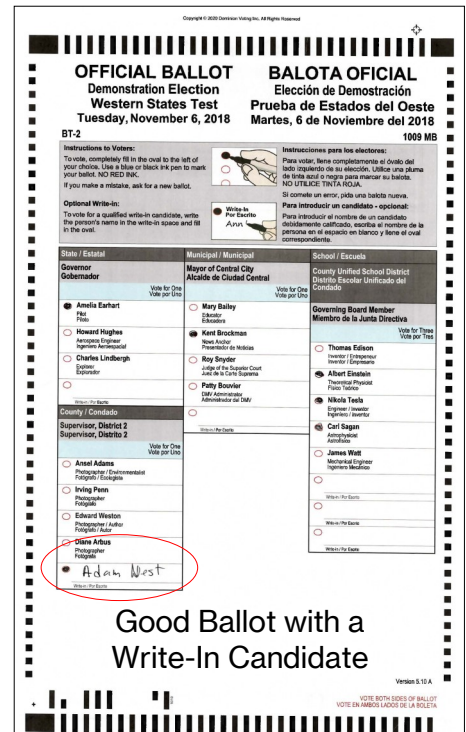 Copyright © 2020 Dominion Voting Inc. All Rights Reserved
OFFICIAL BALLOT
Demonstration Election
Western States Test
Tuesday, November 6, 2018
BALOTA OFICIAL
Elección de Demostración
Prueba de Estados del Oeste
Martes, 6 de Noviembre del 2018
BT-2
1009 MB
Instructions to Voters:
To vote, completely fill in the oval to the left of
your choice. Use a blue or black ink pen to mark
your ballot. NO RED INK.
If you make a mistake, ask for a new ballot.
Optional Write-in:
To vote for a qualified write-in candidate, write
the person's name in the write-in space and fill
in the oval.
Write-In
Por Escrito
Ann
Instrucciones para los electores:
Para votar, llene completamente el óvalo del
lado izquierdo de su elección. Utilice una pluma
de tinta azul o negra para marcar su balota.
NO UTILICE TINTA ROJA.
Si comete un error, pida una balota nueva.
Para introducir un candidato - opcional:
Para introducir el nombre de un candidato
debidamente calificado, escriba el nombre de la
persona en el espacio en blanco y llene el oval
correspondiente.
State / Estatal
Governor
Gobernador
Vote for One
Vote por Uno
Amelia Earhart
Pilot
Piloto
Howard Hughes
Aerospace Engineer
Ingeniero Aeroespacial
Charles Lindbergh
Explorer
Explorador
Write-in / Por Escrito
County / Condado
Supervisor, District 2
Supervisor, Distrito 2
Vote for One
Vote por Uno
Ansel Adams
Photographer / Environmentalist
Fotógrafo / Ecologista
Irving Penn
Photographer
Fotógrafo
Edward Weston
Photographer / Author
Fotógrafo / Autor
Diane Arbus
Photographer
Fotógrafa
Adam West
Write-in / Por Escrito
Municipal / Municipal
Mayor of Central City
Alcalde de Ciudad Central
Vote for One
Vote por Uno
Mary Bailey
Educator
Educadora
Kent Brockman
News Anchor
Presentador de Noticias
Roy Snyder
Judge of the Superior Court
Juez de la Corte Suprema
Patty Bouvier
DMV Administrator
Administrador del DMV
Write-in / Por Escrito
School / Escuela
County Unified School District
Distrito Escolar Unificado del
Condado
Governing Board Member
Miembro de la Junta Directiva
Vote for Three
Vote por Tres
Thomas Edison
Inventor / Entrepeneur
Inventor / Empresario
Albert Einstein
Theoretical Physicist
Físico Teórico
Nikola Tesla
Engineer / Inventor
Ingeniero / Inventor
Carl Sagan
Astrophysicist
Astrofísico
James Watt
Mechanical Engineer
Ingeniero Mecánico
Write-in / Por Escrito
Write-in / Por Escrito
Write-in / Por Escrito
Good Ballot with a
Write-In Candidate
Version 5.10 A
VOTE BOTH SIDES OF BALLOT
VOTE EN AMBOS LADOS DE LA BOLETA